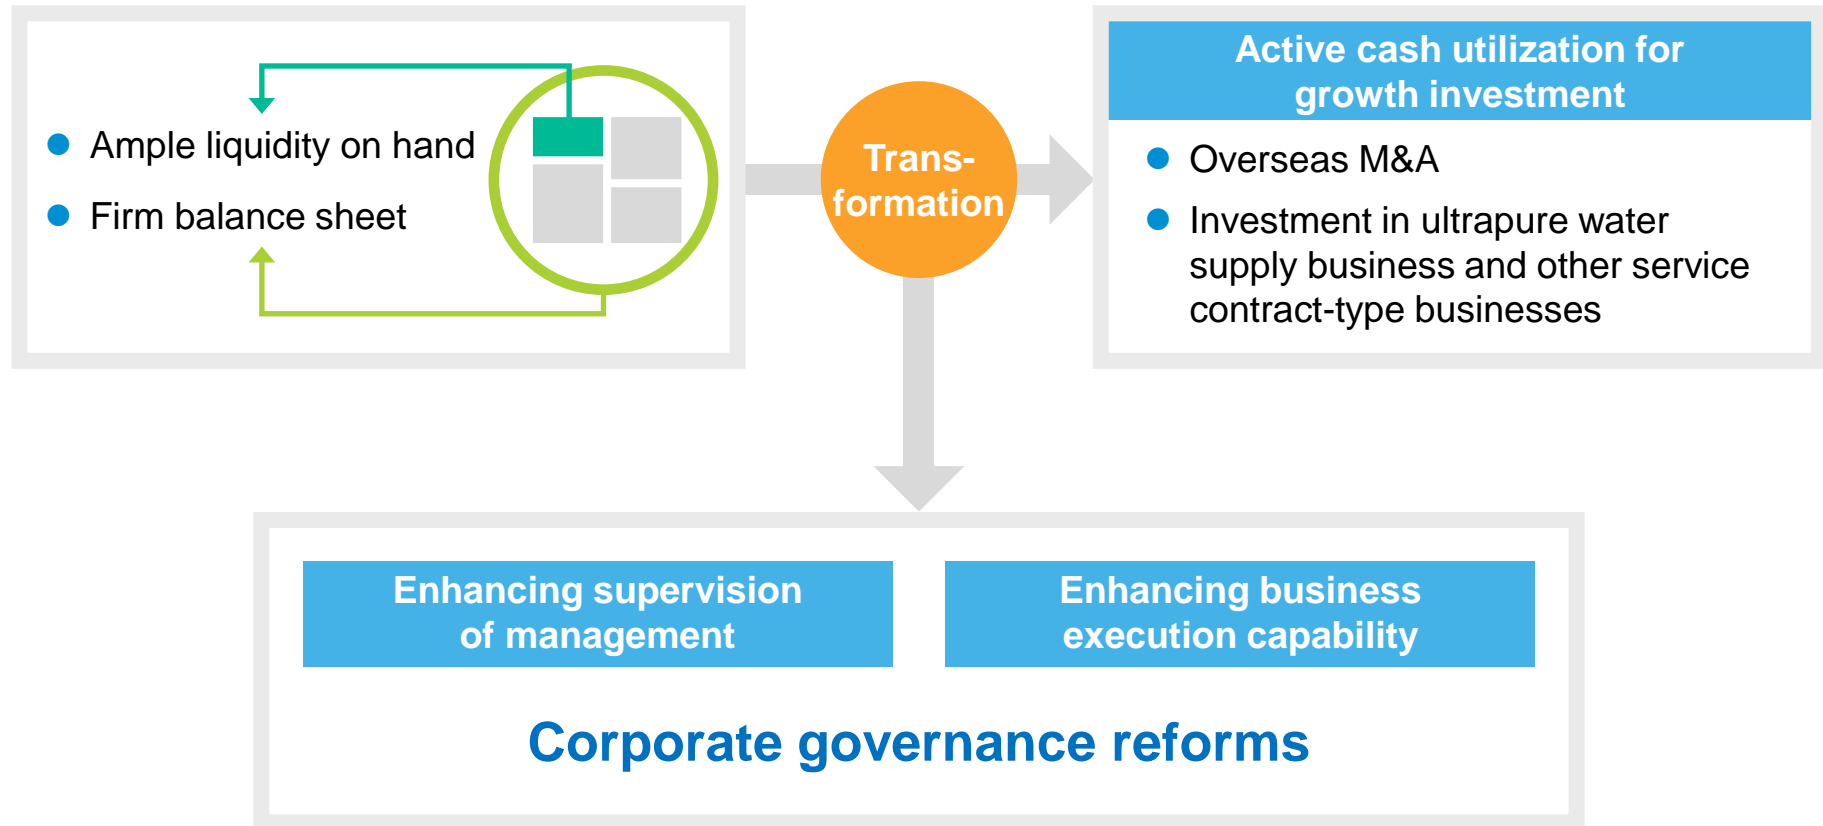 Ample liquidity on hand
Firm balance sheet
Trans-
formation
Active cash utilization for
growth investment
Overseas M&A
Investment in ultrapure water
supply business and other service
contract-type businesses
Enhancing supervision
of management
Enhancing business
execution capability
Corporate governance reforms